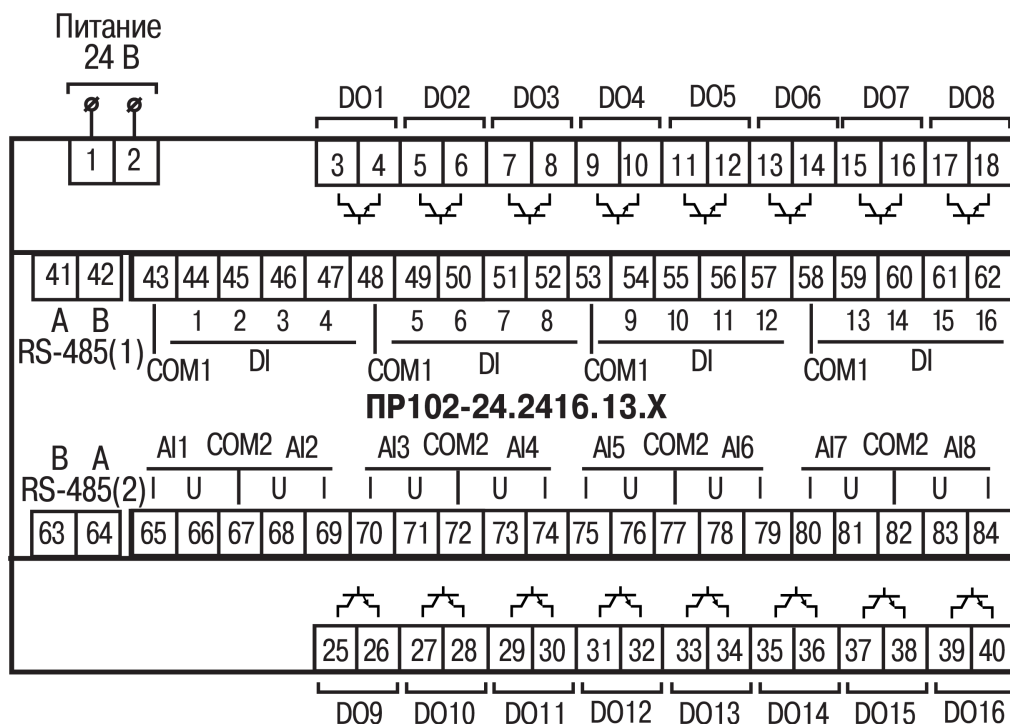 Питание
24 В
DO1 DO2 DO3 DO4 DO5 DO6 DO7 DO8
1 2 3 4 5 6 7 8 9 10 11 12 13 14 15 16 17 18
41 42 43 44 45 46 47 48 49 50 51 52 53 54 55 56 57 58 59 60 61 62
A B 1 2 3 4 5 6 7 8 9 10 11 12 13 14 15 16
RS-485(1) COM1 DI COM1 DI COM1 DI COM1 DI
ПР102-24.2416.13.X
B A AI1 COM2 AI2 AI3 COM2 AI4 AI5 COM2 AI6 AI7 COM2 AI8
RS-485(2) I U U I I U U I I U U I I U U I
63 64 65 66 67 68 69 70 71 72 73 74 75 76 77 78 79 80 81 82 83 84
25 26 27 28 29 30 31 32 33 34 35 36 37 38 39 40
DO9 DO10 DO11 DO12 DO13 DO14 DO15 DO16